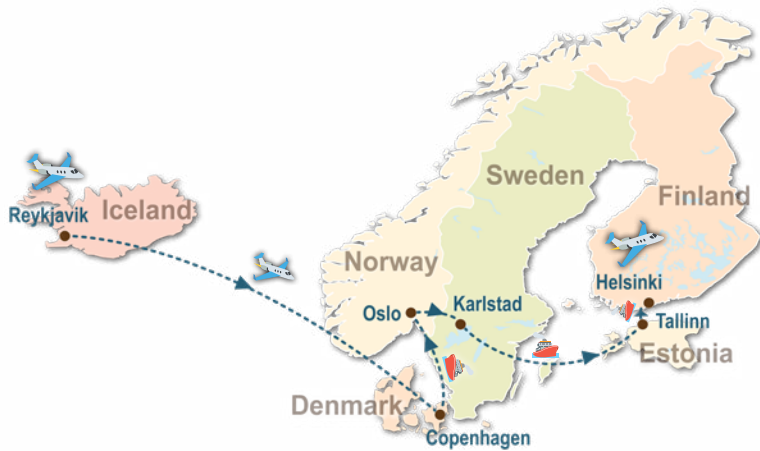 Sweden
Finland
Reykjavik
Iceland
Norway
Helsinki
Oslo
Karlstad
Tallinn
Estonia
Denmark
Copenhagen